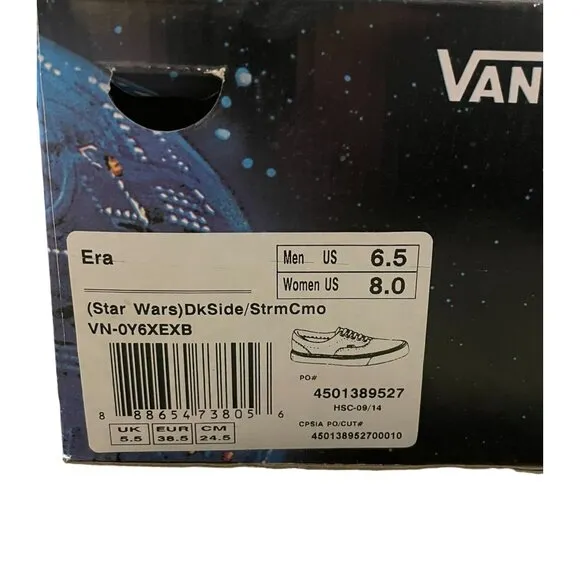 VAN
Era
Men US 6.5
Women US 8.0
(Star Wars)DkSide/StrmCmo
VN-0Y6XEXB
PO#
4501389527
HSC-09/14
CPSIA PO/CUT#
450138952700010
8 88654 73805 6
UK EUR CM
5.5 38.5 24.5